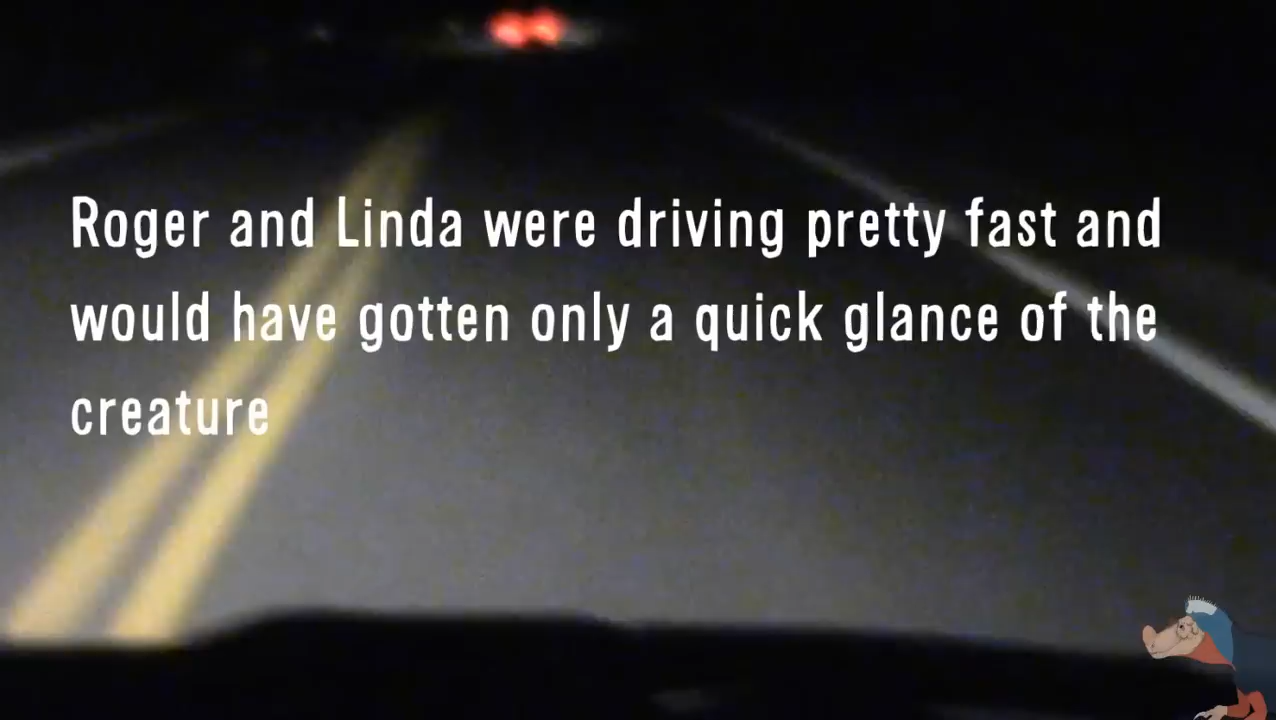 Roger and Linda were driving pretty fast and
would have gotten only a quick glance of the
creature